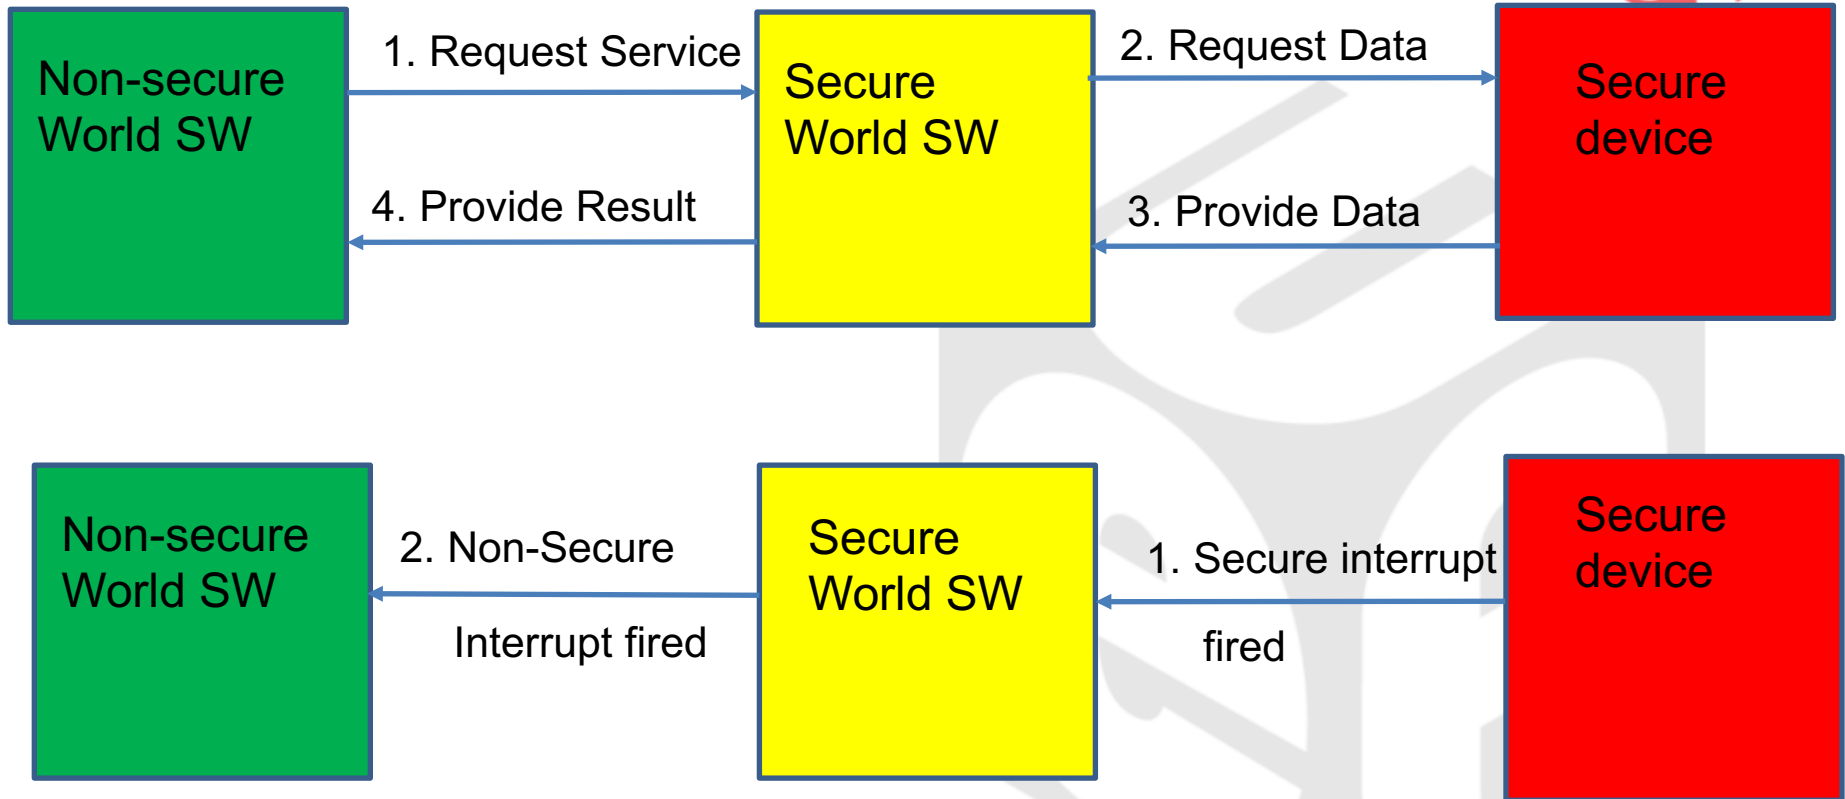 Non-secure
World SW
1. Request Service
Secure
World SW
2. Request Data
Secure
device
4. Provide Result
3. Provide Data
Non-secure
World SW
2. Non-Secure
Interrupt fired
Secure
World SW
1. Secure interrupt
fired
Secure
device